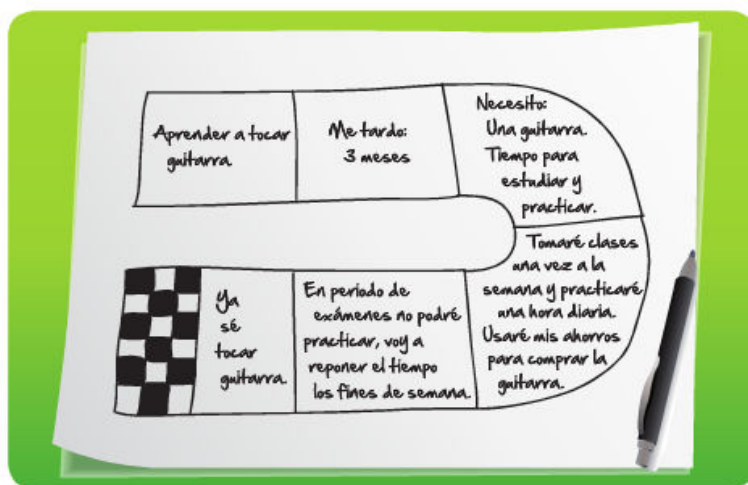 Aprender a tocar
guitarra.
Me tardo:
3 meses
Necesito:
Una guitarra.
Tiempo para
estudiar y
practicar.
Tomaré clases
una vez a la
semana y practicaré
una hora diaria.
Usaré mis ahorros
para comprar la
guitarra.
En periodo de
exámenes no podré
practicar, voy a
reponer el tiempo
los fines de semana.
Ya
sé
tocar
guitarra.